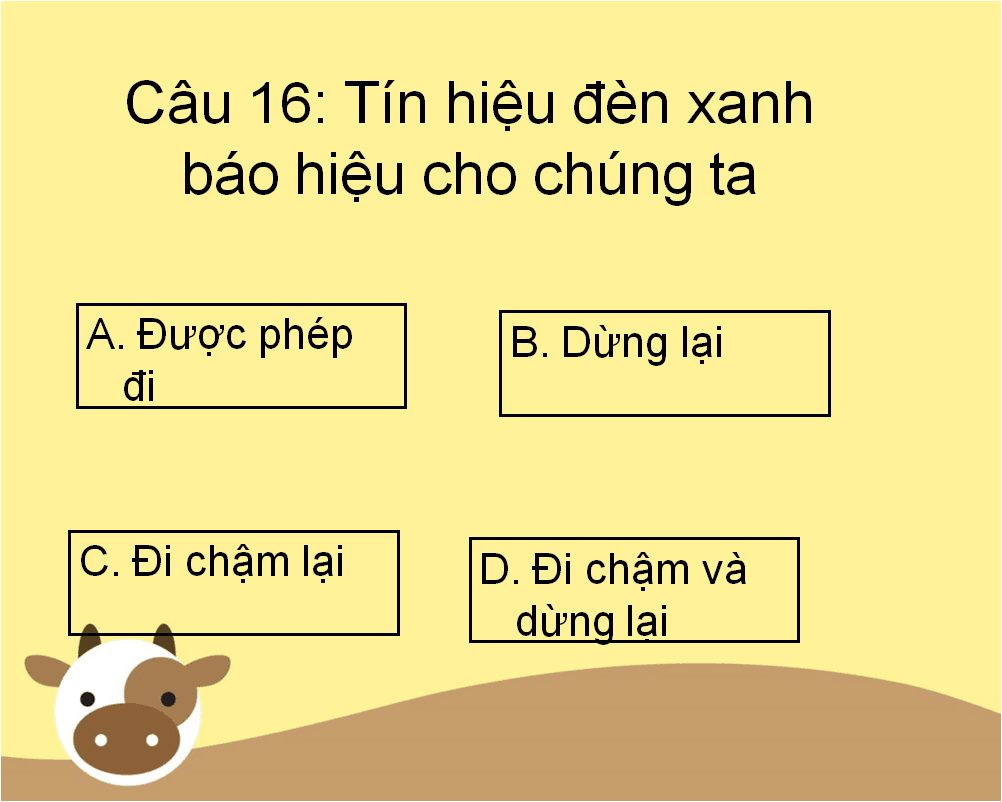 Câu 16: Tín hiệu đèn xanh
báo hiệu cho chúng ta
A. Được phép
đi
B. Dừng lại
C. Đi chậm lại
D. Đi chậm và
dừng lại